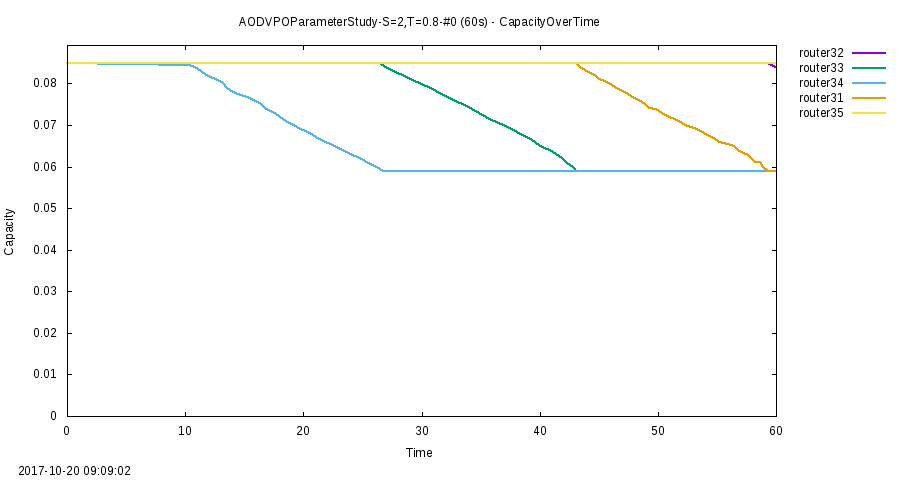 AODVPOParameterStudy-S=2,T=0.8-#0 (60s) - CapacityOverTime
router32
router33
router34
router31
router35
0.08
0.07
0.06
0.05
0.04
0.03
0.02
0.01
0
Capacity
0 10 20 30 40 50 60
Time
2017-10-20 09:09:02